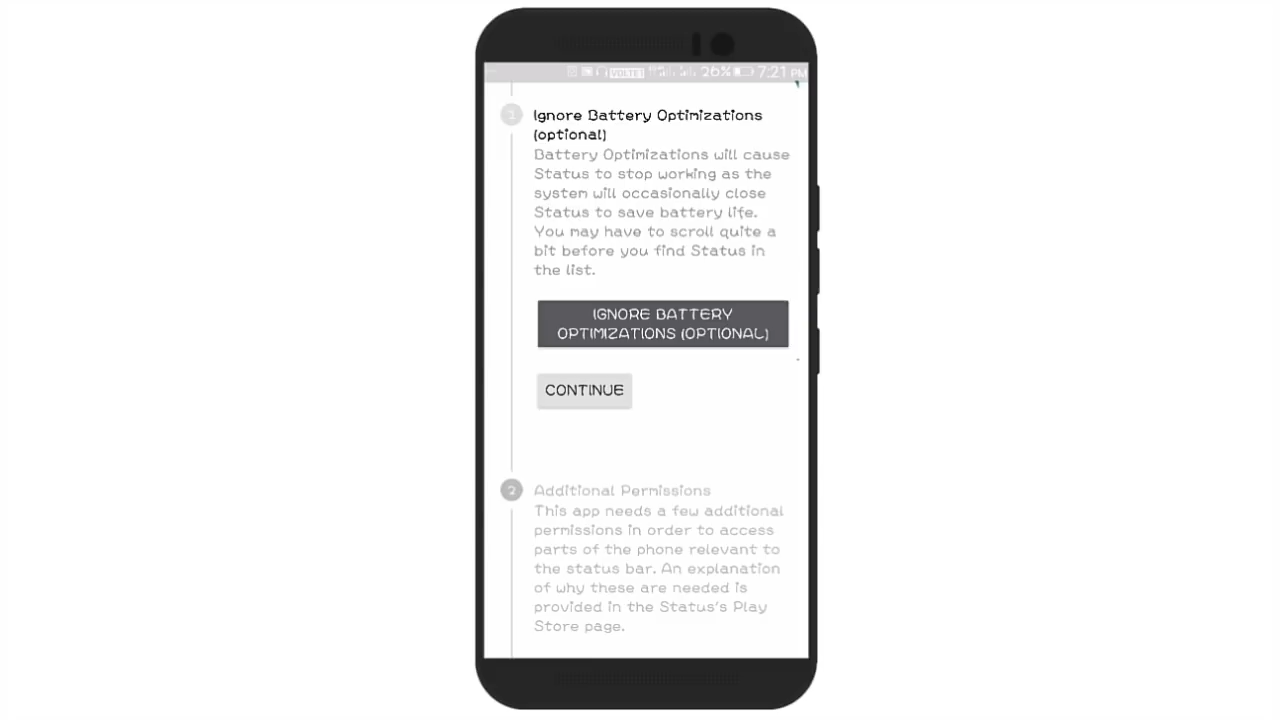 VOLTE1 26% 7:21 PM
1 Ignore Battery Optimizations
(optional)
Battery Optimizations will cause
Status to stop working as the
system will occasionally close
Status to save battery life.
You may have to scroll quite a
bit before you find Status in
the list.
IGNORE BATTERY
OPTIMIZATIONS (OPTIONAL)
CONTINUE
2 Additional Permissions
This app needs a few additional
permissions in order to access
parts of the phone relevant to
the status bar. An explanation
of why these are needed is
provided in the Status's Play
Store page.